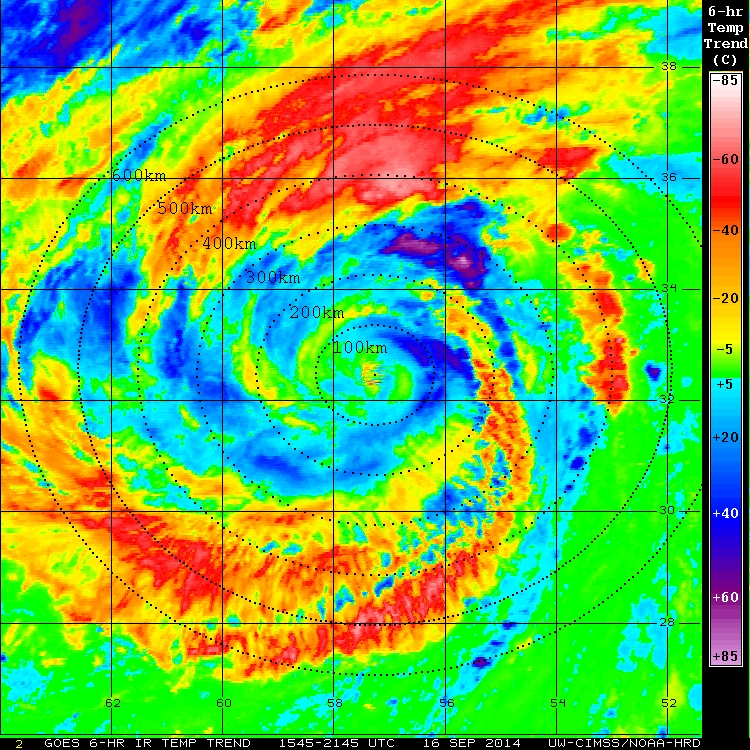 6-hr
Temp
Trend
(C)
-85
-60
-40
-20
-5
+5
+20
+40
+60
+85
38
36
34
32
30
28
600km
500km
400km
300km
200km
100km
62
60
58
56
54
52
2 GOES 6-HR IR TEMP TREND 1545-2145 UTC 16 SEP 2014 UW-CIMSS/NOAA-HRD